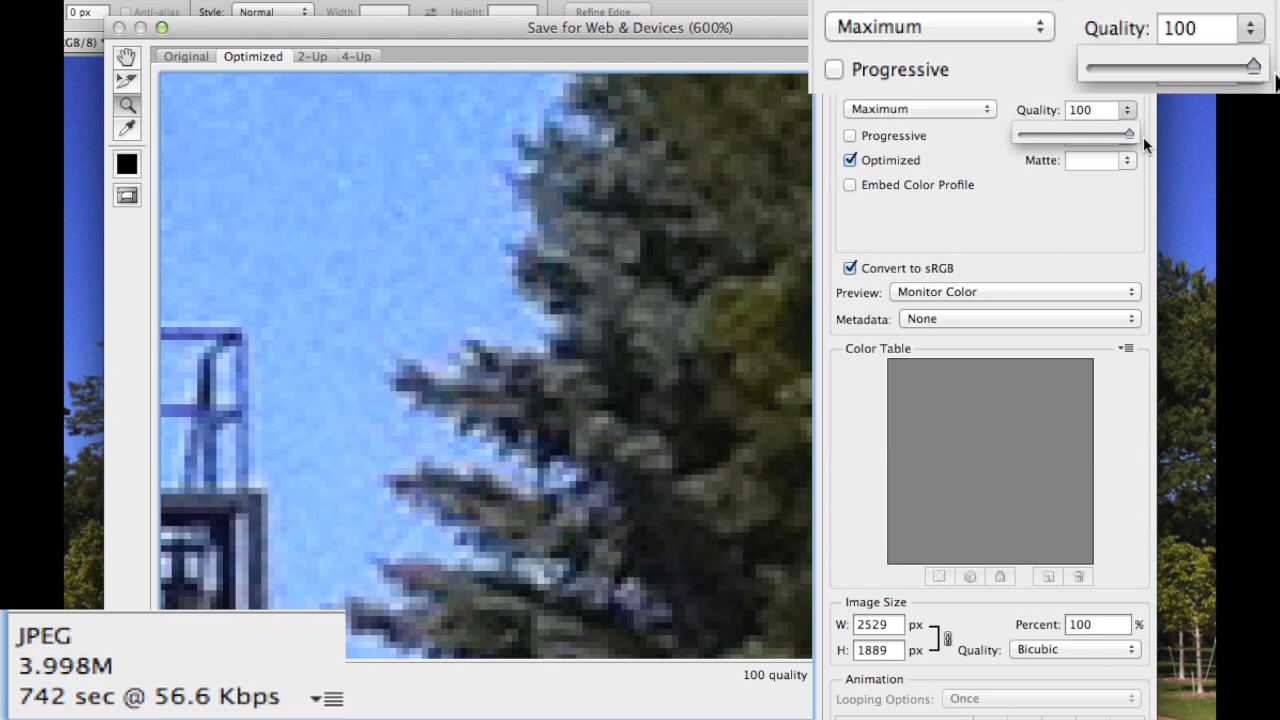 0 px
Anti-alias
Style: Normal
Width:
Height:
Refine Edge...
Maximum
Quality: 100
Progressive
GB/8) *
Save for Web & Devices (600%)
Original
Optimized
2-Up
4-Up
Maximum
Quality: 100
Progressive
Optimized
Matte:
Embed Color Profile
Convert to sRGB
Preview: Monitor Color
Metadata: None
Color Table
Image Size
W: 2529 px
Percent: 100 %
H: 1889 px
Quality: Bicubic
JPEG
3.998M
742 sec @ 56.6 Kbps
100 quality
Animation
Looping Options: Once